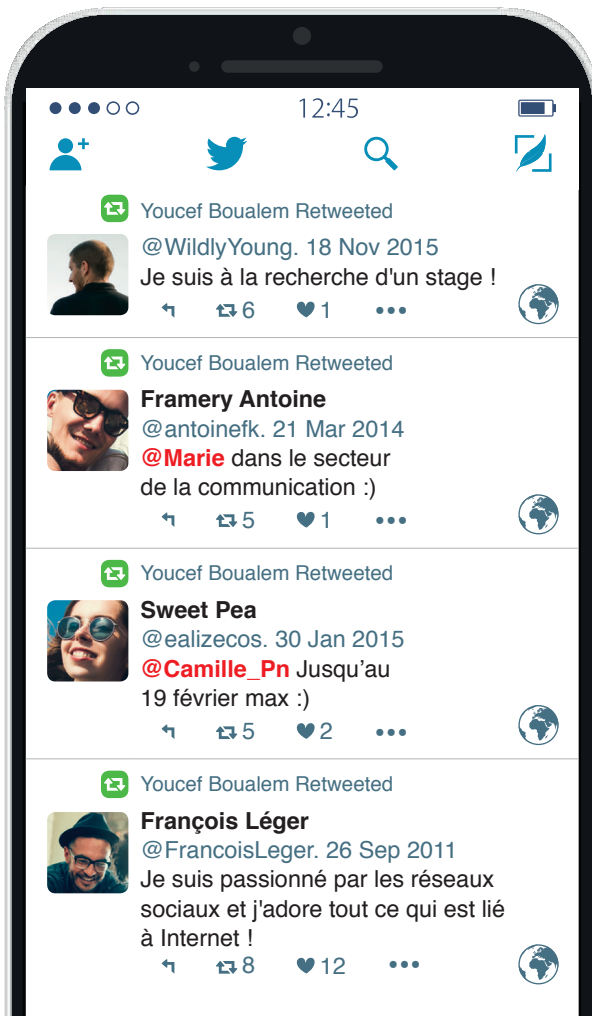 12:45
Youcef Boualem Retweeted
@WildlyYoung. 18 Nov 2015
Je suis à la recherche d'un stage !
6 1 •••
Youcef Boualem Retweeted
Framery Antoine
@antoinefk. 21 Mar 2014
@Marie dans le secteur
de la communication :)
5 1 •••
Youcef Boualem Retweeted
Sweet Pea
@ealizecos. 30 Jan 2015
@Camille_Pn Jusqu'au
19 février max :)
5 2 •••
Youcef Boualem Retweeted
François Léger
@FrancoisLeger. 26 Sep 2011
Je suis passionné par les réseaux
sociaux et j'adore tout ce qui est lié
à Internet !
8 12 •••